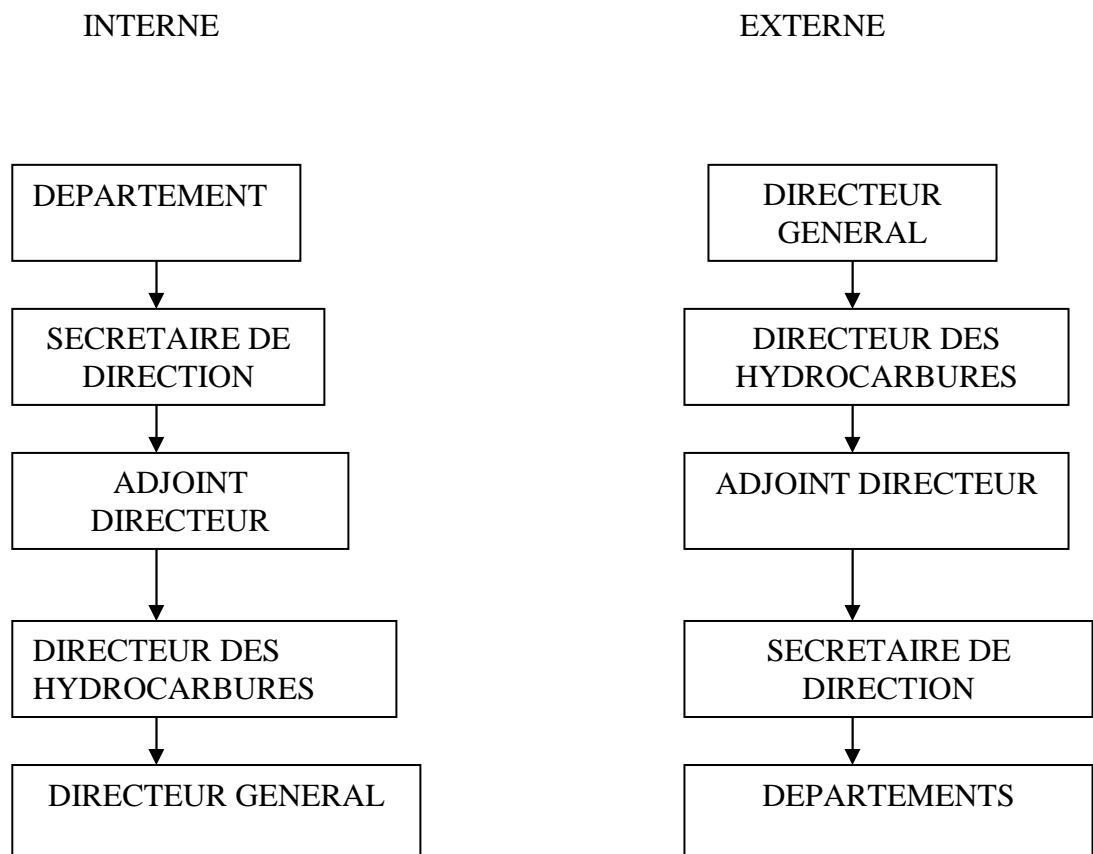 INTERNE
EXTERNE
DEPARTEMENT
SECRETAIRE DE
DIRECTION
ADJOINT
DIRECTEUR
DIRECTEUR DES
HYDROCARBURES
DIRECTEUR GENERAL
DIRECTEUR
GENERAL
DIRECTEUR DES
HYDROCARBURES
ADJOINT DIRECTEUR
SECRETAIRE DE
DIRECTION
DEPARTEMENTS